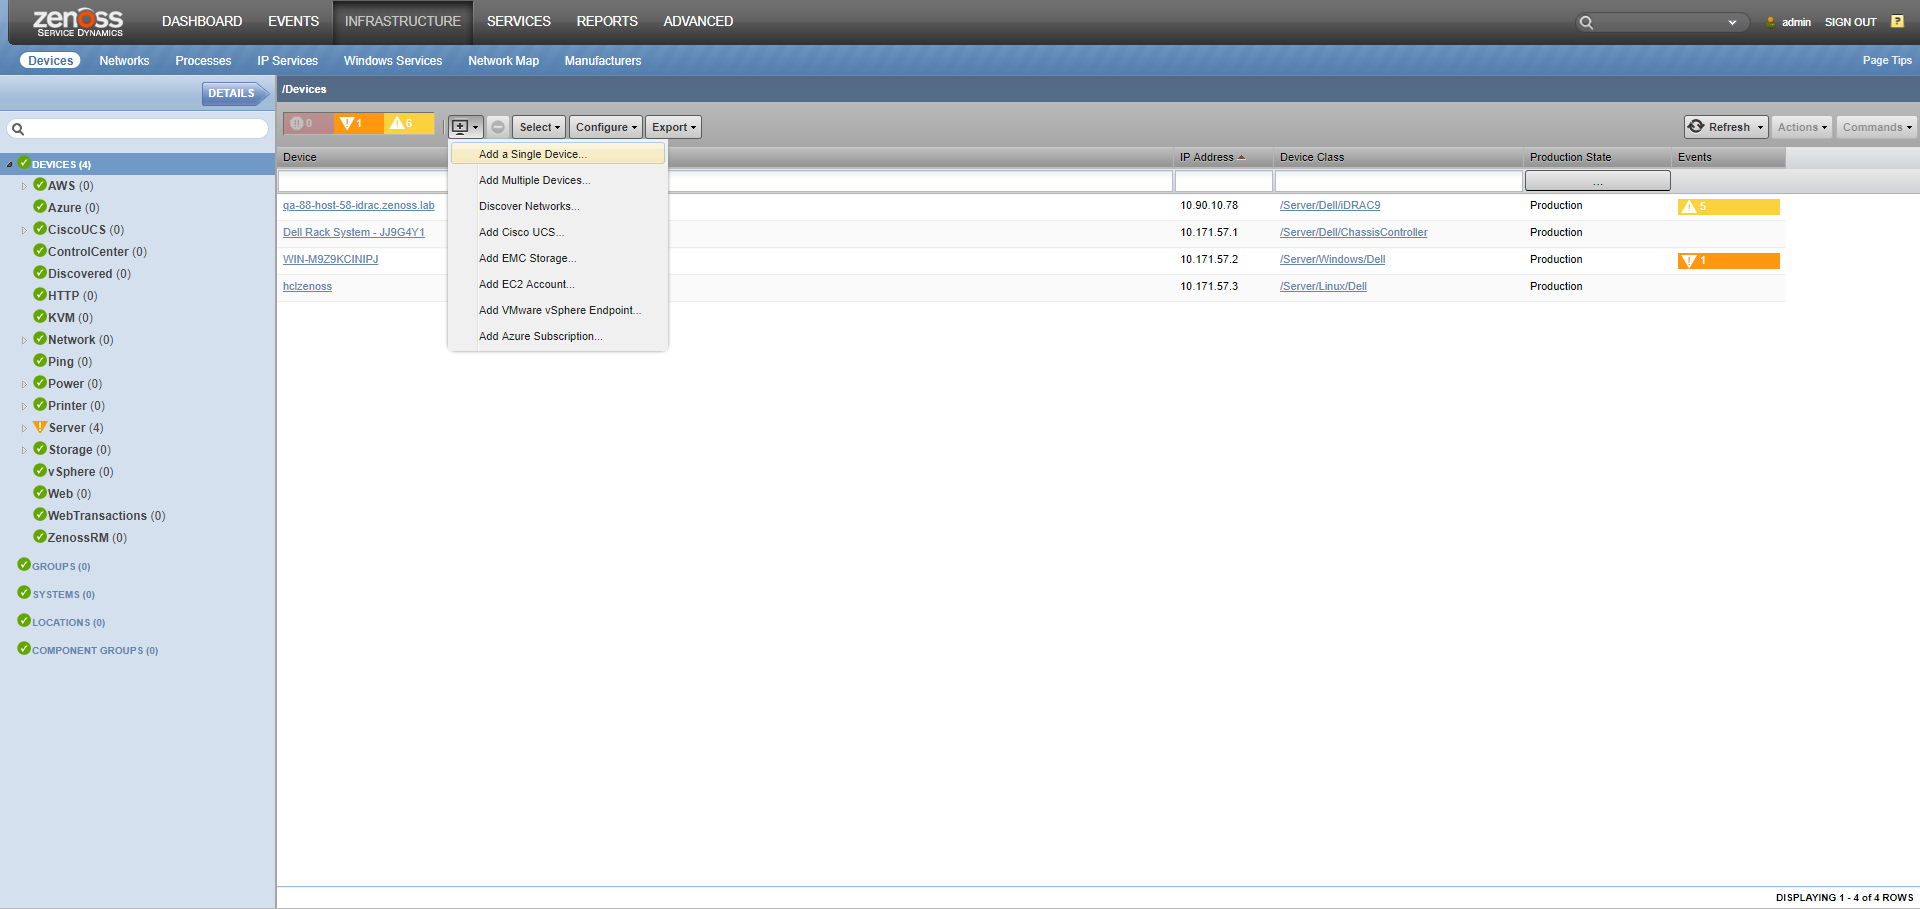 zenoss
SERVICE DYNAMICS
DASHBOARD EVENTS INFRASTRUCTURE SERVICES REPORTS ADVANCED
admin SIGN OUT ?
Devices Networks Processes IP Services Windows Services Network Map Manufacturers
Page Tips
DETAILS
/Devices
0 1 6
Select Configure Export
Refresh Actions Commands
Add a Single Device...
Add Multiple Devices...
Discover Networks...
Add Cisco UCS...
Add EMC Storage...
Add EC2 Account...
Add VMware vSphere Endpoint...
Add Azure Subscription...
Device IP Address Device Class Production State Events
...
qa-88-host-58-idrac.zenoss.lab 10.90.10.78 /Server/Dell/iDRAC9 Production 5
Dell Rack System - JJ9G4Y1 10.171.57.1 /Server/Dell/ChassisController Production
WIN-M9Z9KCINIPJ 10.171.57.2 /Server/Windows/Dell Production 1
hclzenoss 10.171.57.3 /Server/Linux/Dell Production
DEVICES (4)
AWS (0)
Azure (0)
CiscoUCS (0)
ControlCenter (0)
Discovered (0)
HTTP (0)
KVM (0)
Network (0)
Ping (0)
Power (0)
Printer (0)
Server (4)
Storage (0)
vSphere (0)
Web (0)
WebTransactions (0)
ZenossRM (0)
GROUPS (0)
SYSTEMS (0)
LOCATIONS (0)
COMPONENT GROUPS (0)
DISPLAYING 1 - 4 of 4 ROWS